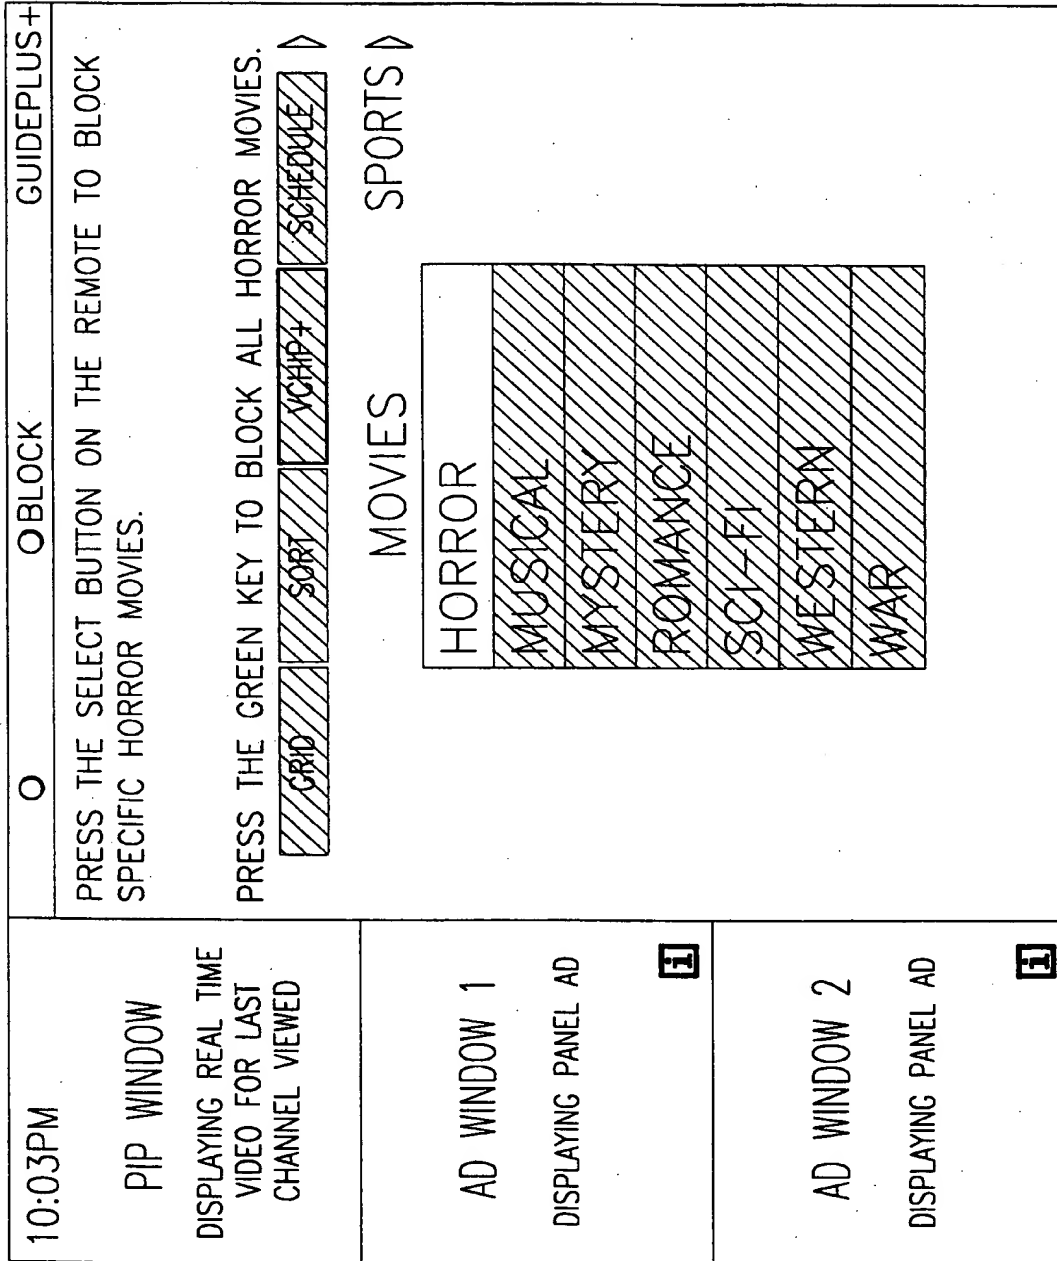 10:03PM
O
O BLOCK
GUIDEPLUS+
PIP WINDOW
DISPLAYING REAL TIME
VIDEO FOR LAST
CHANNEL VIEWED
AD WINDOW 1
DISPLAYING PANEL AD
i
AD WINDOW 2
DISPLAYING PANEL AD
i
PRESS THE SELECT BUTTON ON THE REMOTE TO BLOCK
SPECIFIC HORROR MOVIES.
PRESS THE GREEN KEY TO BLOCK ALL HORROR MOVIES.
GRID
SORT
VCHIP+
SCHEDULE
MOVIES
SPORTS
HORROR
MUSICAL
MYSTERY
ROMANCE
SCI-FI
WESTERN
WAR